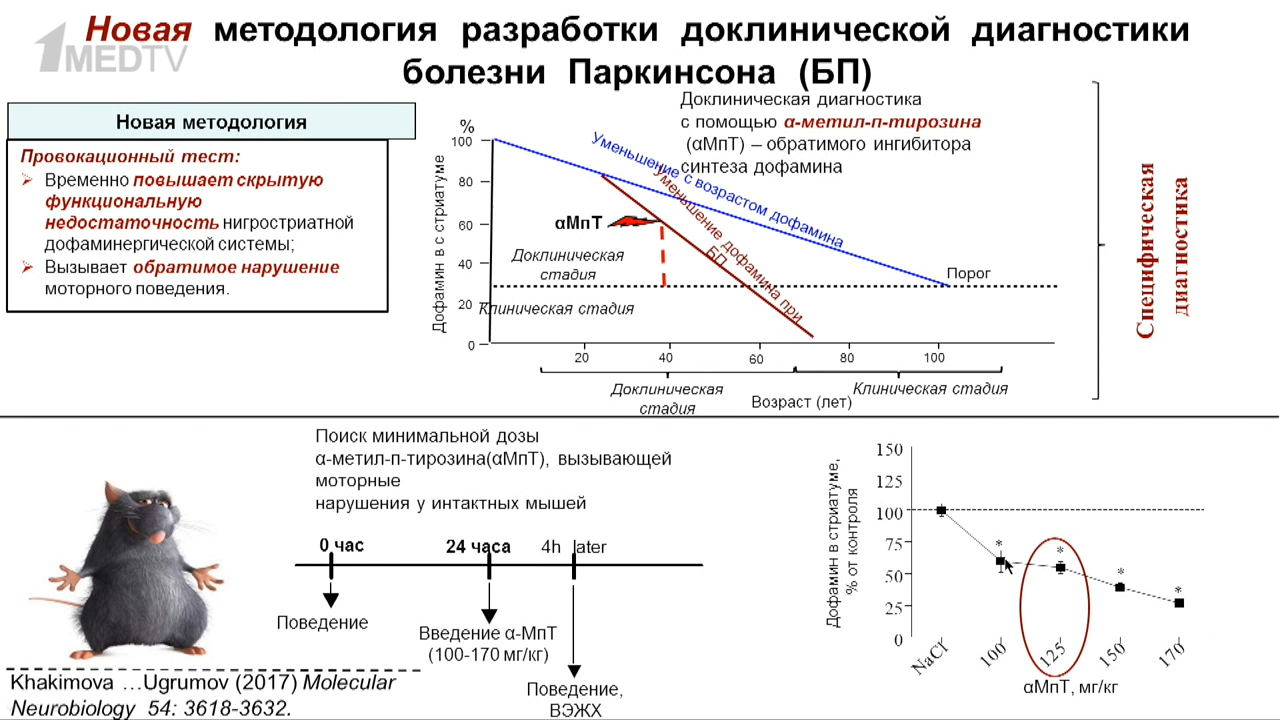 Новая методология разработки доклинической диагностики
болезни Паркинсона (БП)
1MEDTV
Новая методология
Провокационный тест:
Временно повышает скрытую
функциональную
недостаточность нигростриатной
дофаминергической системы;
Вызывает обратимое нарушение
моторного поведения.
Доклиническая диагностика
с помощью α-метил-п-тирозина
(αМпТ) – обратимого ингибитора
синтеза дофамина
%
100
80
60
40
20
0
Дофамин в с стриатуме
Уменьшение с возрастом дофамина
Уменьшение дофамина при
БП
αМпТ
Доклиническая
стадия
Порог
Клиническая стадия
20 40 60 80 100
Доклиническая
стадия
Клиническая стадия
Возраст (лет)
Специфическая
диагностика
Поиск минимальной дозы
α-метил-п-тирозина(αМпТ), вызывающей
моторные
нарушения у интактных мышей
0 час
24 часа
4h later
Поведение
Введение α-МпТ
(100-170 мг/кг)
Поведение,
ВЭЖХ
Дофамин в стриатуме,
% от контроля
150
125
100
75
50
25
0
* * * *
NaCl 100 125 150 170
αМпТ, мг/кг
Khakimova …Ugrumov (2017) Molecular
Neurobiology 54: 3618-3632.